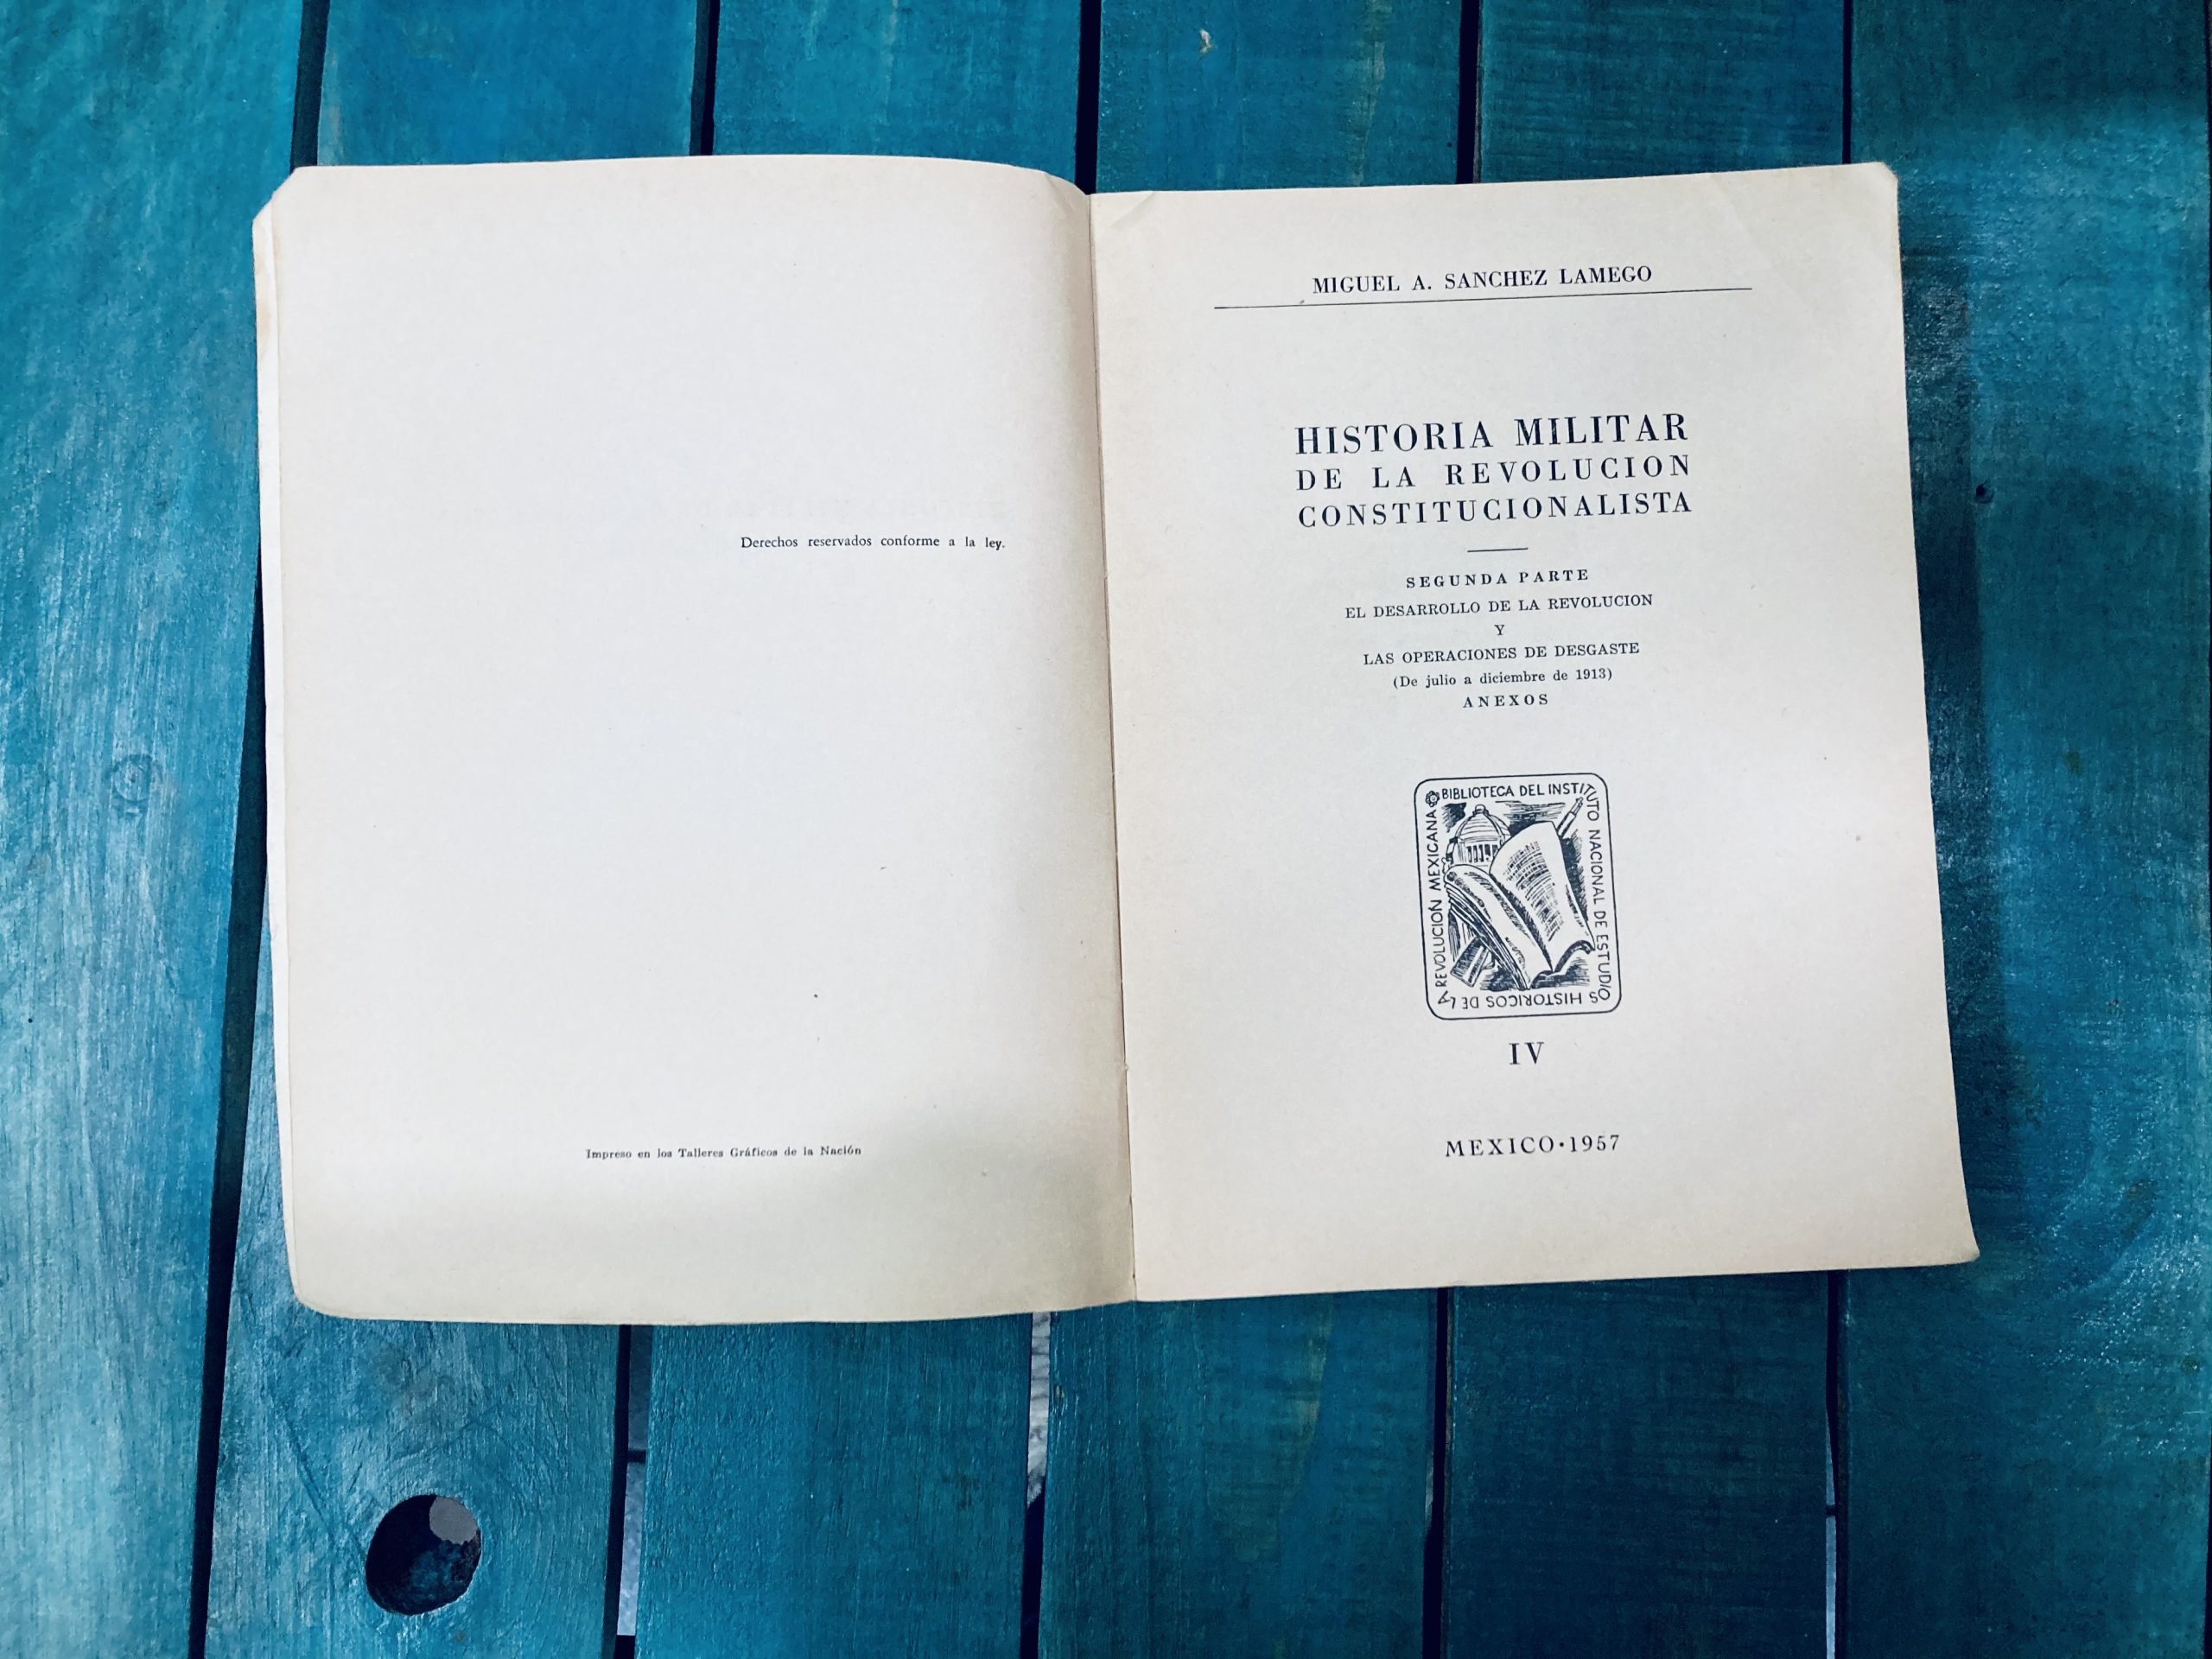 Derechos reservados conforme a la ley.
Impreso en los Talleres Gráficos de la Nación
MIGUEL A. SANCHEZ LAMEGO
HISTORIA MILITAR
DE LA REVOLUCION
CONSTITUCIONALISTA
SEGUNDA PARTE
EL DESARROLLO DE LA REVOLUCION
Y
LAS OPERACIONES DE DESGASTE
(De julio a diciembre de 1913)
ANEXOS
BIBLIOTECA DEL INSTITUTO NACIONAL DE ESTUDIOS HISTORICOS DE LA REVOLUCION MEXICANA
IV
MEXICO•1957